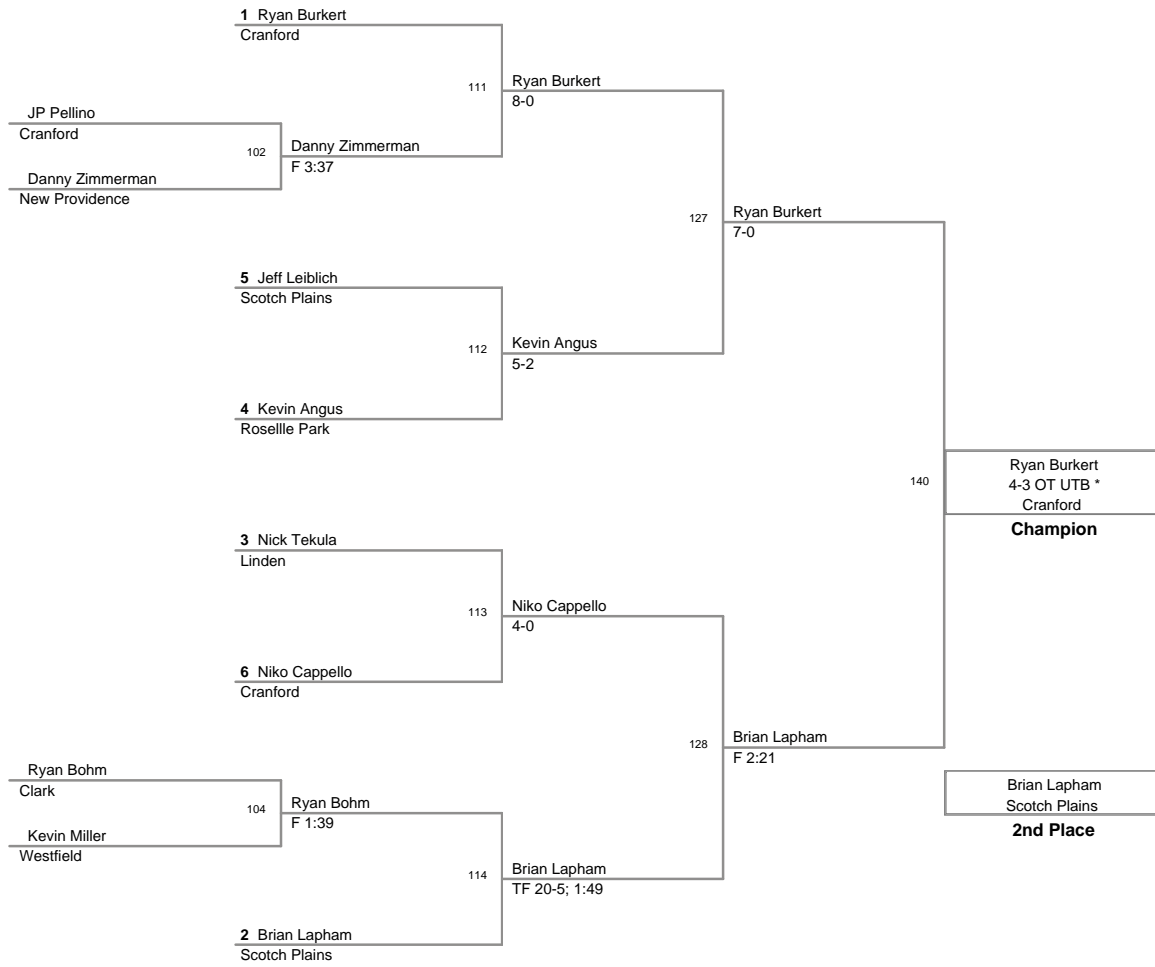 1 Ryan Burkert
Cranford
111
Ryan Burkert
8-0
JP Pellino
Cranford
102
Danny Zimmerman
F 3:37
Danny Zimmerman
New Providence
127
Ryan Burkert
7-0
5 Jeff Leiblich
Scotch Plains
112
Kevin Angus
5-2
4 Kevin Angus
Rosellle Park
140
Ryan Burkert
4-3 OT UTB *
Cranford
Champion
3 Nick Tekula
Linden
113
Niko Cappello
4-0
6 Niko Cappello
Cranford
128
Brian Lapham
F 2:21
Ryan Bohm
Clark
104
Ryan Bohm
F 1:39
Kevin Miller
Westfield
114
Brian Lapham
TF 20-5; 1:49
2 Brian Lapham
Scotch Plains
Brian Lapham
Scotch Plains
2nd Place